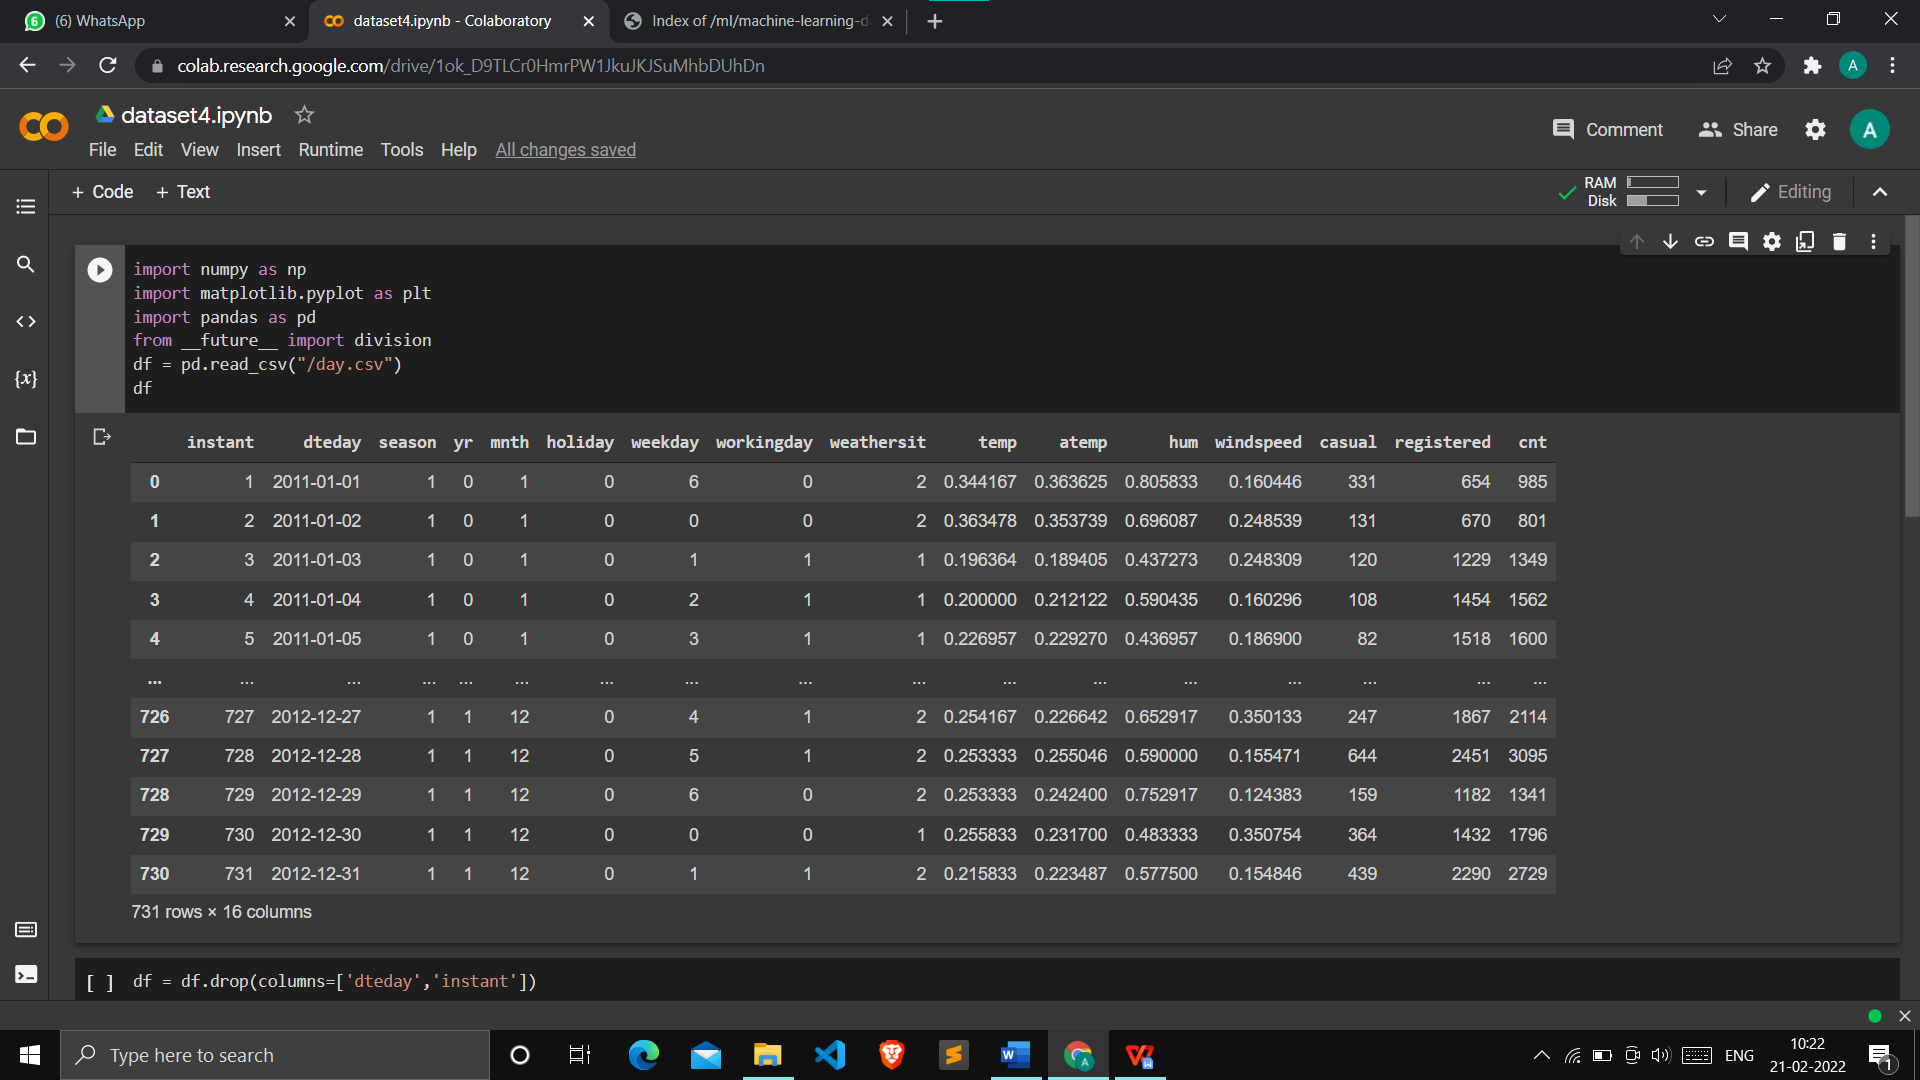 6 (6) WhatsApp
dataset4.ipynb - Colaboratory
Index of /ml/machine-learning-d
colab.research.google.com/drive/1ok_D9TLCr0HmrPW1JkuJKJSuMhbDUhDn
A
dataset4.ipynb
File Edit View Insert Runtime Tools Help All changes saved
Comment Share A
+ Code + Text
RAM
Disk
Editing
import numpy as np
import matplotlib.pyplot as plt
import pandas as pd
from __future__ import division
df = pd.read_csv("/day.csv")
df
{x}
instant dteday season yr mnth holiday weekday workingday weathersit temp atemp hum windspeed casual registered cnt
0 1 2011-01-01 1 0 1 0 6 0 2 0.344167 0.363625 0.805833 0.160446 331 654 985
1 2 2011-01-02 1 0 1 0 0 0 2 0.363478 0.353739 0.696087 0.248539 131 670 801
2 3 2011-01-03 1 0 1 0 1 1 1 0.196364 0.189405 0.437273 0.248309 120 1229 1349
3 4 2011-01-04 1 0 1 0 2 1 1 0.200000 0.212122 0.590435 0.160296 108 1454 1562
4 5 2011-01-05 1 0 1 0 3 1 1 0.226957 0.229270 0.436957 0.186900 82 1518 1600
... ... ... ... ... ... ... ... ... ... ... ... ... ... ... ... ...
726 727 2012-12-27 1 1 12 0 4 1 2 0.254167 0.226642 0.652917 0.350133 247 1867 2114
727 728 2012-12-28 1 1 12 0 5 1 2 0.253333 0.255046 0.590000 0.155471 644 2451 3095
728 729 2012-12-29 1 1 12 0 6 0 2 0.253333 0.242400 0.752917 0.124383 159 1182 1341
729 730 2012-12-30 1 1 12 0 0 0 1 0.255833 0.231700 0.483333 0.350754 364 1432 1796
730 731 2012-12-31 1 1 12 0 1 1 2 0.215833 0.223487 0.577500 0.154846 439 2290 2729
731 rows × 16 columns
[ ] df = df.drop(columns=['dteday','instant'])
Type here to search
ENG
10:22
21-02-2022
1